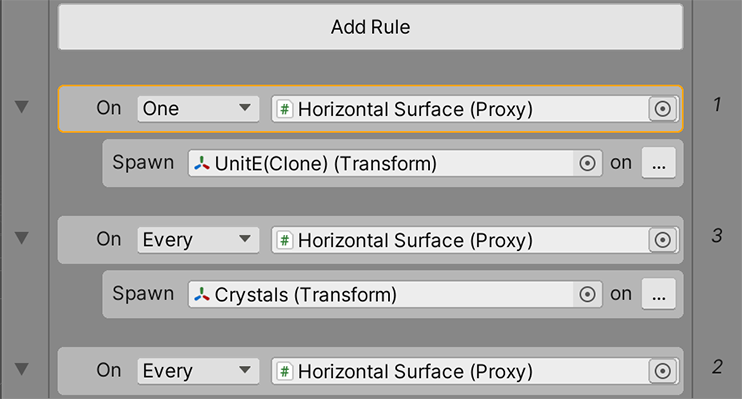 Add Rule
On One # Horizontal Surface (Proxy) 1
Spawn UnitE(Clone) (Transform) on ...
On Every # Horizontal Surface (Proxy) 3
Spawn Crystals (Transform) on ...
On Every # Horizontal Surface (Proxy) 2